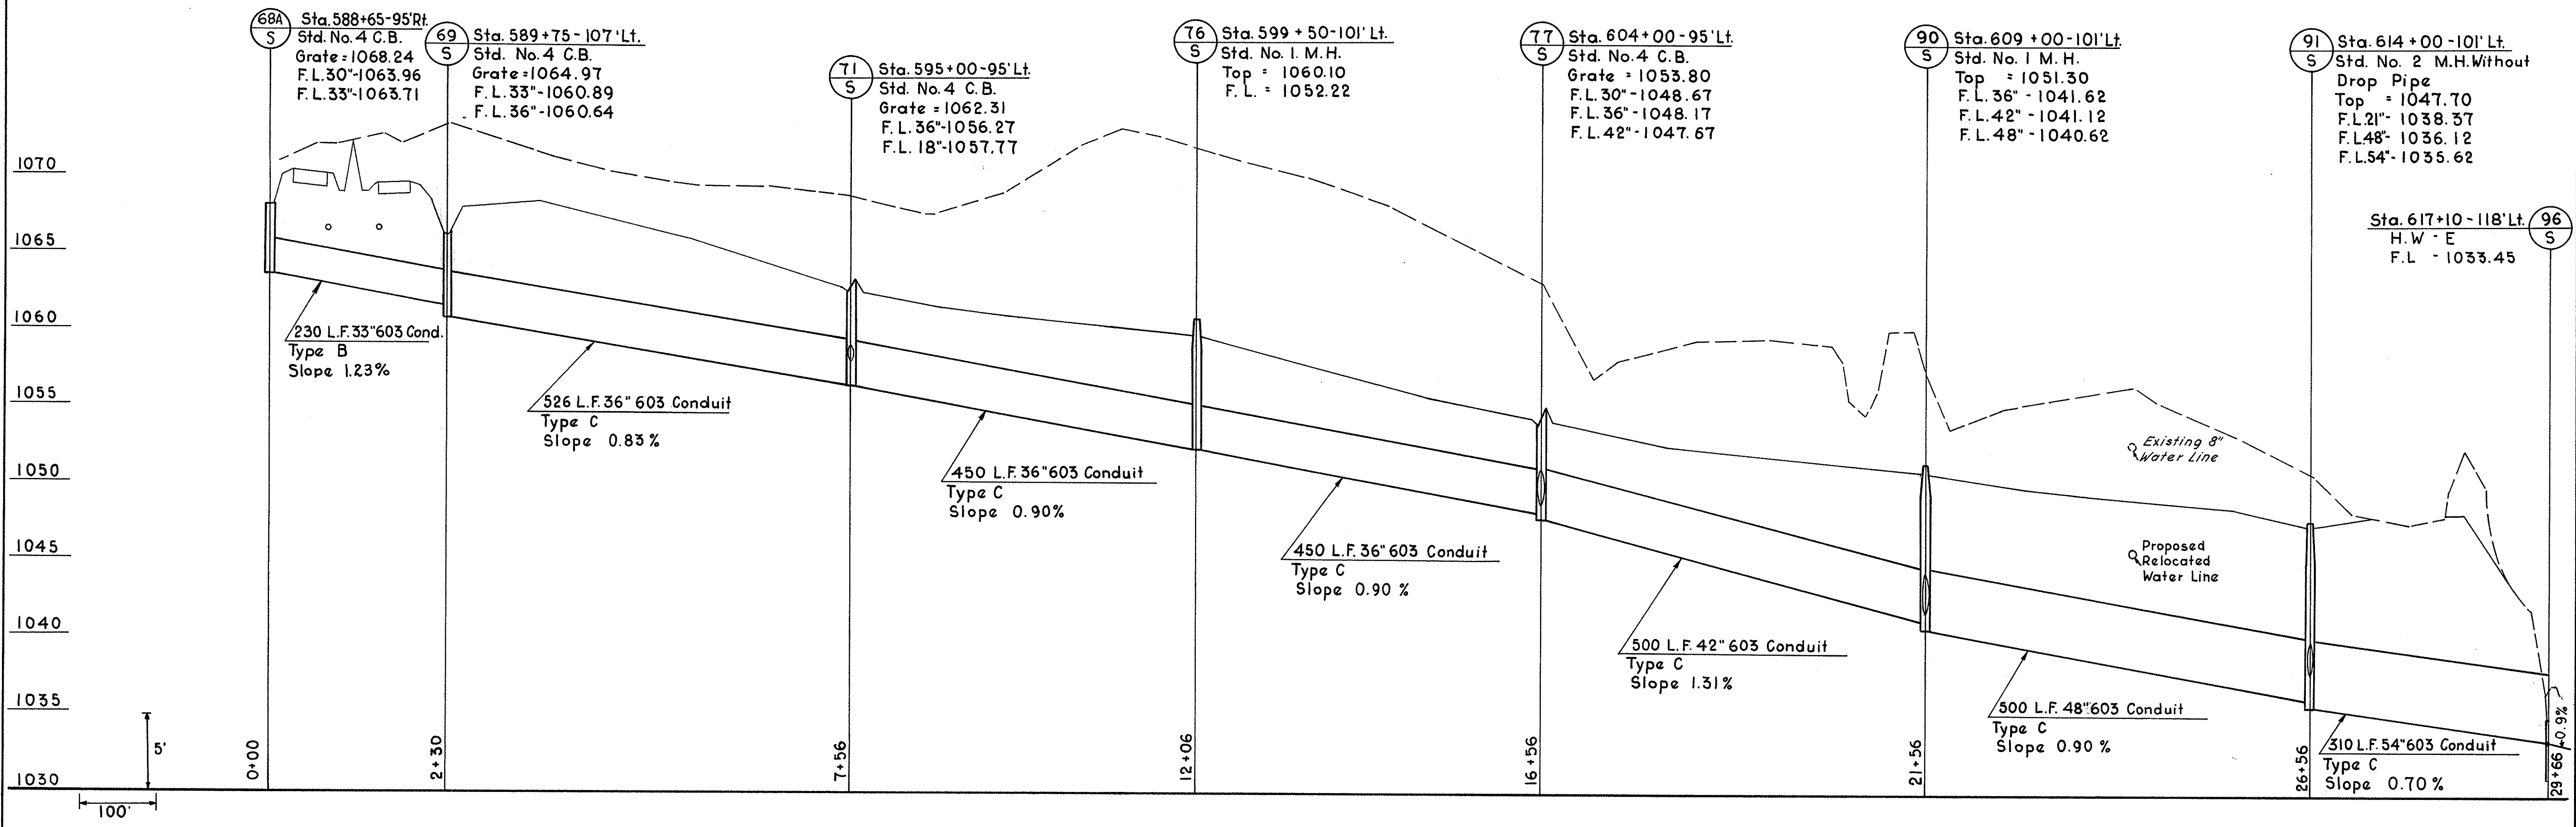 68A
S
Sta. 588+65-95'Rt.
Std. No. 4 C.B.
Grate=1068.24
F.L.30"-1063.96
F.L.33"-1063.71
69
S
Sta. 589+75-107'Lt.
Std. No. 4 C.B.
Grate=1064.97
F.L.33"-1060.89
F.L.36"-1060.64
71
S
Sta. 595+00-95'Lt.
Std. No. 4 C.B.
Grate=1062.31
F.L.36"-1056.27
F.L. 18"-1057.77
76
S
Sta. 599 + 50-101'Lt.
Std. No. 1. M.H.
Top = 1060.10
F.L. = 1052.22
77
S
Sta. 604+00-95'Lt.
Std. No. 4 C.B.
Grate = 1053.80
F.L.30"-1048.67
F.L.36"-1048.17
F.L.42"-1047.67
90
S
Sta. 609 +00-101'Lt.
Std. No. 1 M.H.
Top = 1051.30
F.L. 36" -1041.62
F.L.42" -1041.12
F.L.48" -1040.62
91
S
Sta. 614 +00-101' Lt.
Std. No. 2 M.H. Without
Drop Pipe
Top = 1047.70
F.L.21"- 1038.37
F.L.48"- 1036.12
F.L.54"- 1035.62
Sta. 617+10-118'Lt.
96
S
H.W - E
F.L - 1033.45
1070
1065
1060
1055
1050
1045
1040
1035
1030
230 L.F.33"603 Cond.
Type B
Slope 1.23%
526 L.F. 36" 603 Conduit
Type C
Slope 0.83%
450 L.F. 36"603 Conduit
Type C
Slope 0.90%
450 L.F. 36"603 Conduit
Type C
Slope 0.90 %
500 L.F. 42"603 Conduit
Type C
Slope 1.31%
500 L.F. 48"603 Conduit
Type C
Slope 0.90 %
310 L.F. 54"603 Conduit
Type C
Slope 0.70 %
Existing 8"
Water Line
Proposed
Relocated
Water Line
5'
100'
0+00
2+30
7+56
12+06
16+56
21+56
26+56
29+66
+0.9%